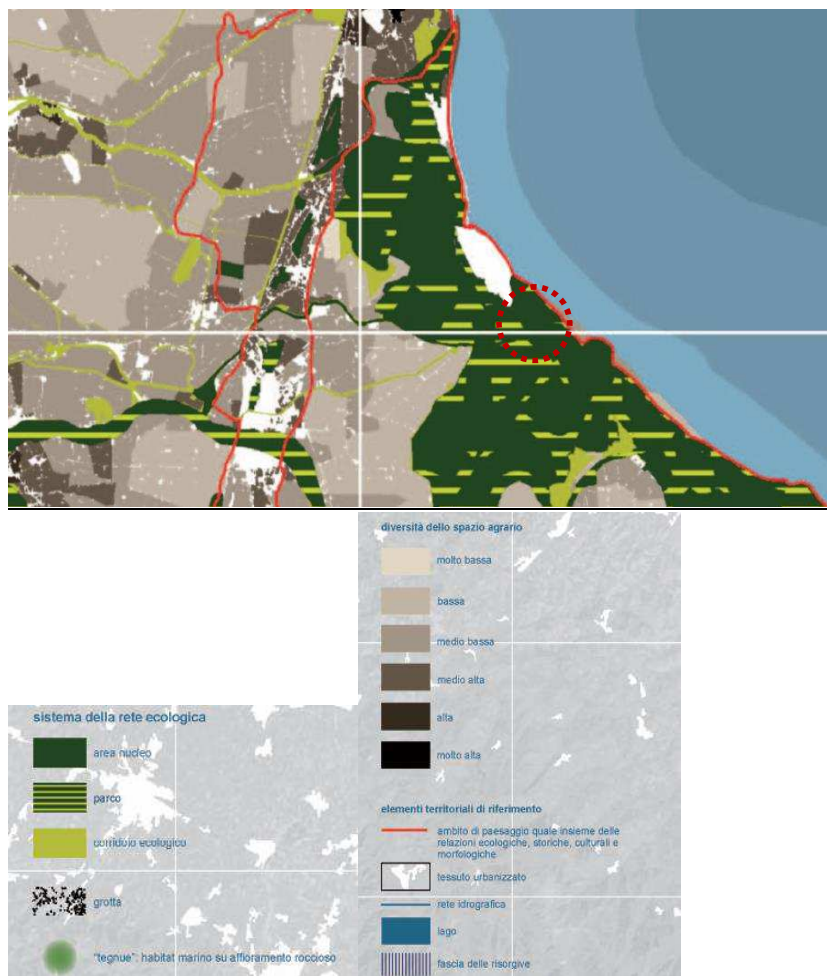 diversità dello spazio agrario
molto bassa
bassa
medio bassa
medio alta
alta
molto alta
sistema della rete ecologica
area nucleo
parco
corridoio ecologico
grotta
"tegnue": habitat marino su affioramento roccioso
elementi territoriali di riferimento
ambito di paesaggio quale insieme delle
relazioni ecologiche, storiche, culturali e
morfologiche
tessuto urbanizzato
rete idrografica
lago
fascia delle risorgive